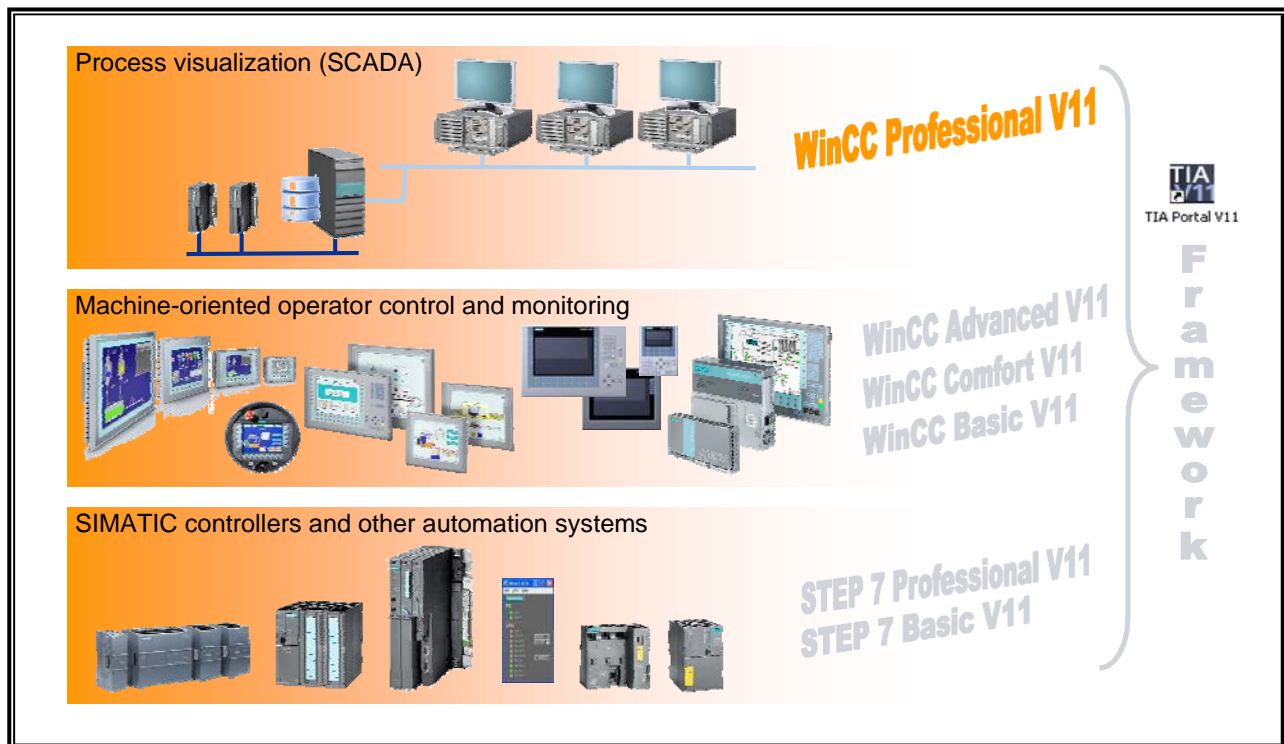 Process visualization (SCADA)
WinCC Professional V11
TIA
V11
TIA Portal V11
Framework
Machine-oriented operator control and monitoring
WinCC Advanced V11
WinCC Comfort V11
WinCC Basic V11
SIMATIC controllers and other automation systems
STEP 7 Professional V11
STEP 7 Basic V11